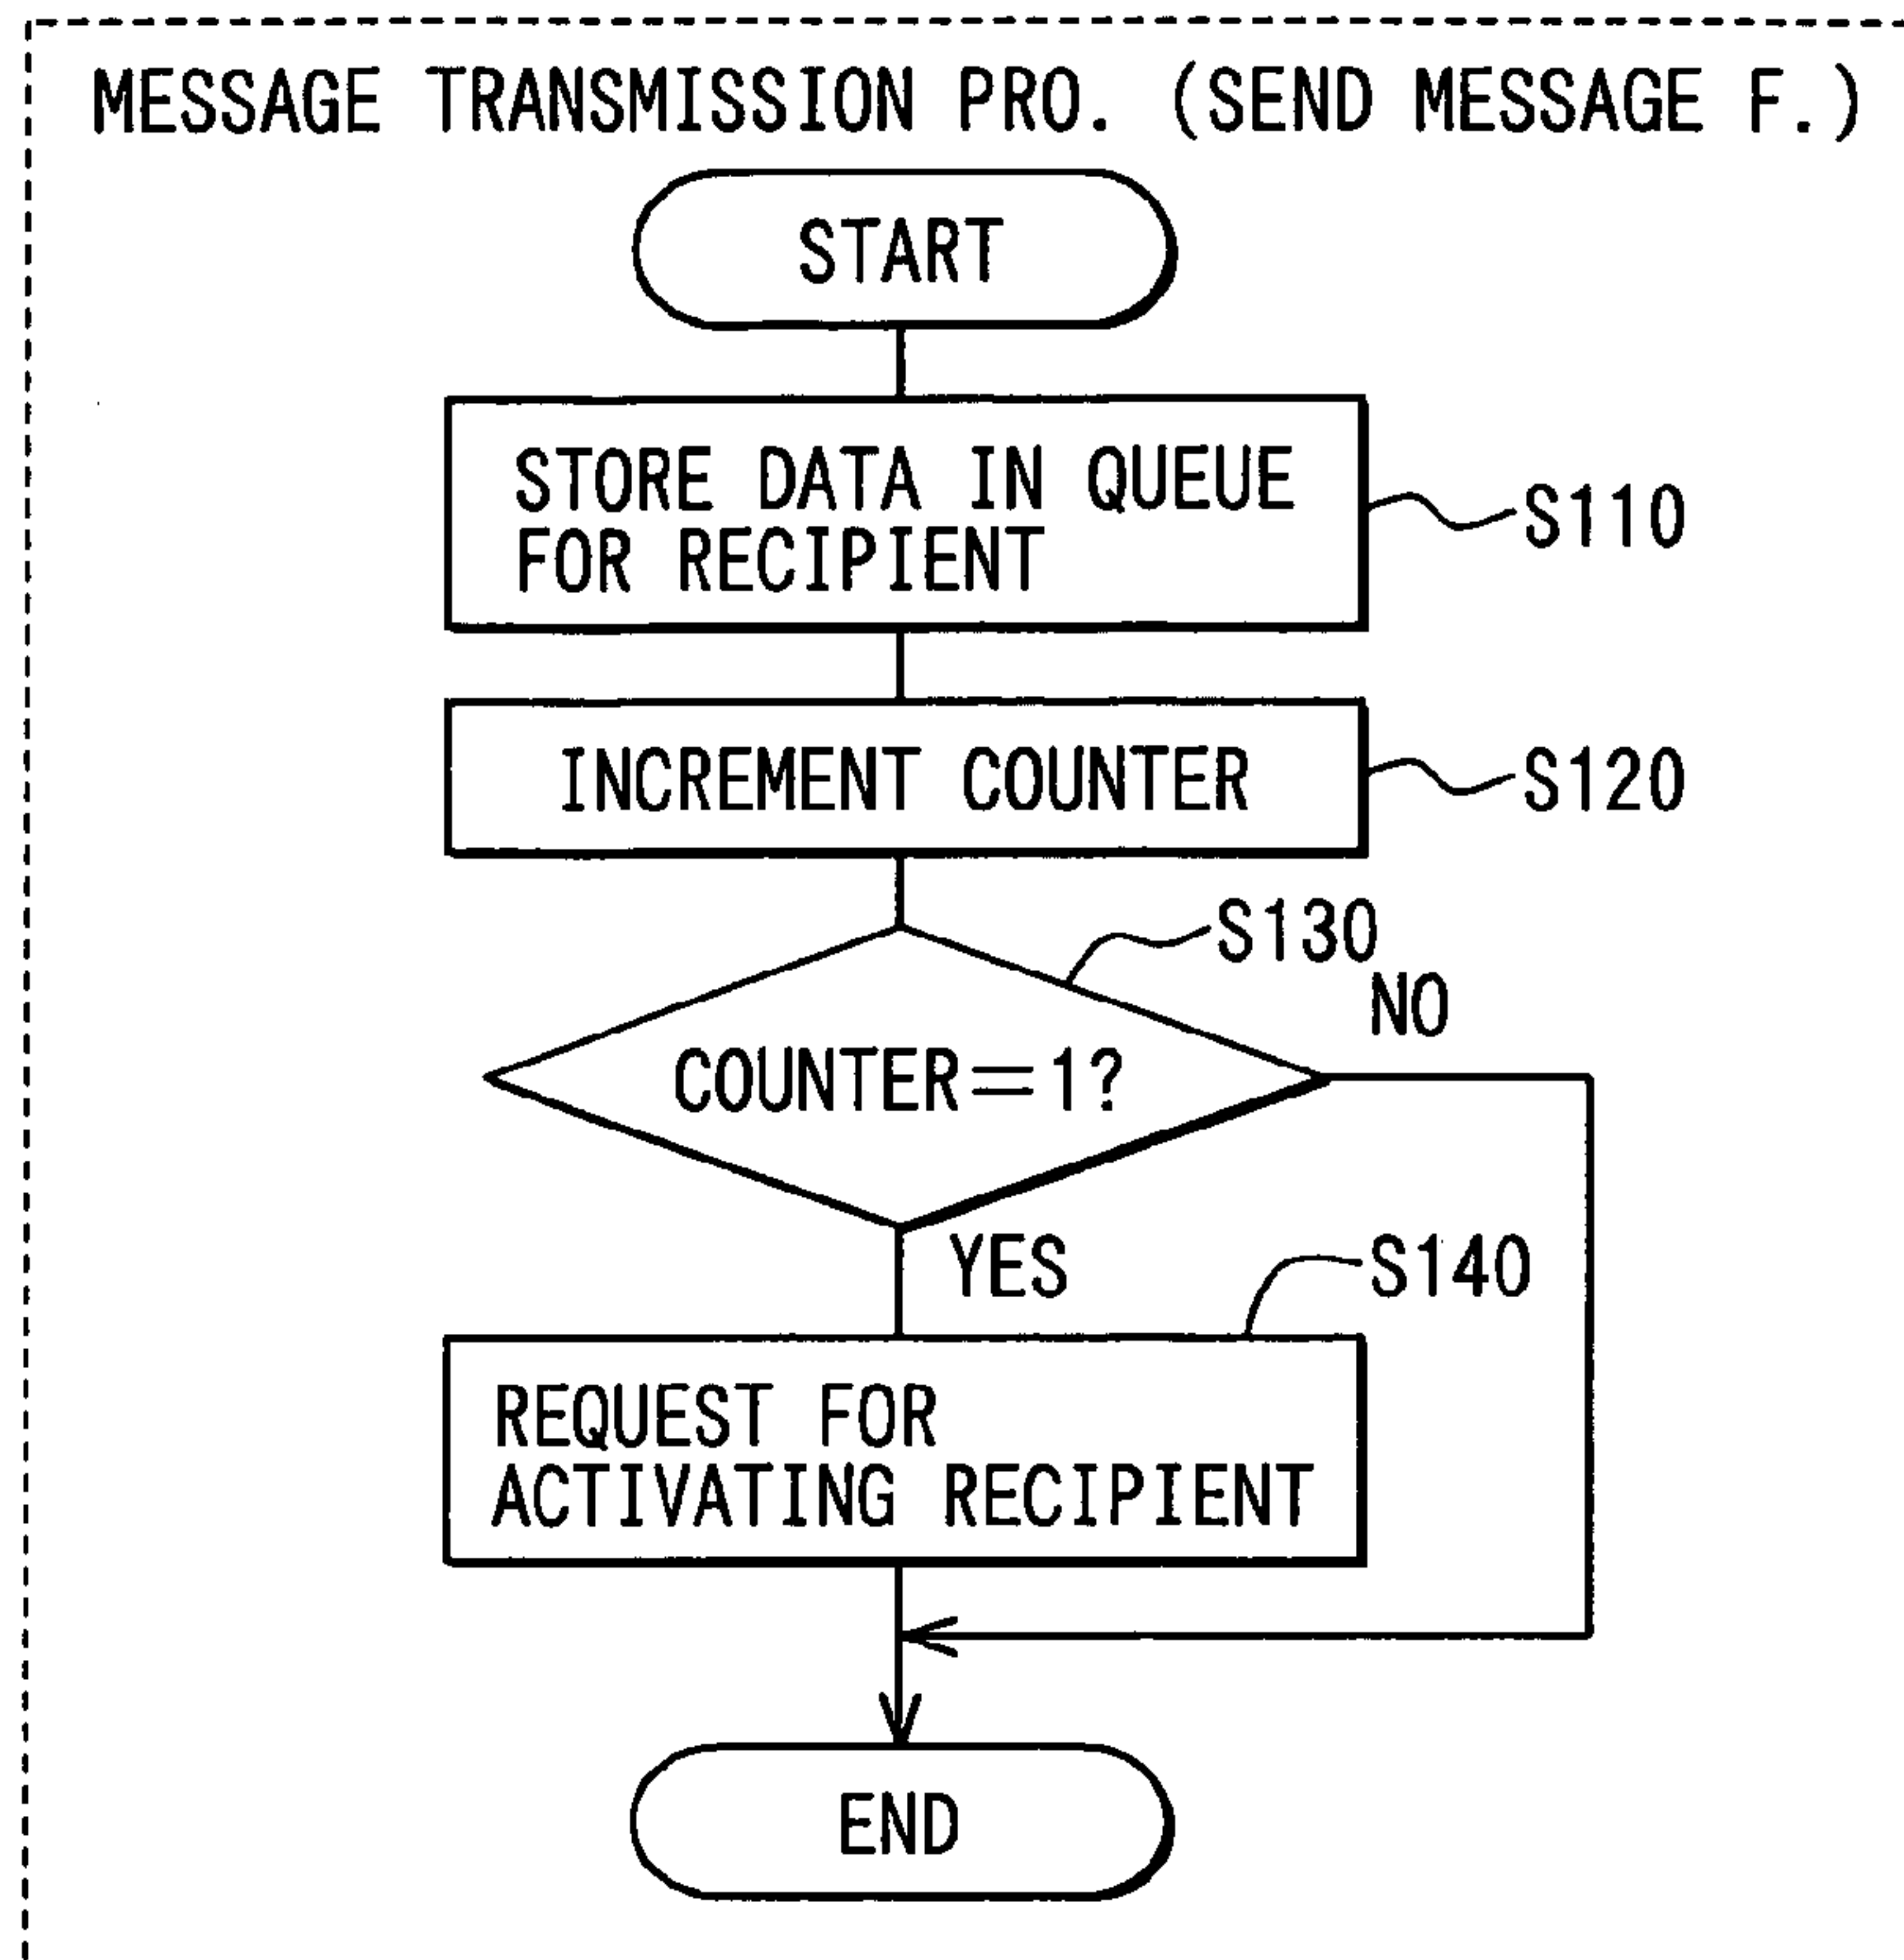 MESSAGE TRANSMISSION PRO. (SEND MESSAGE F.)
START
STORE DATA IN QUEUE
FOR RECIPIENT
S110
INCREMENT COUNTER
S120
S130
NO
COUNTER=1?
YES
S140
REQUEST FOR
ACTIVATING RECIPIENT
END